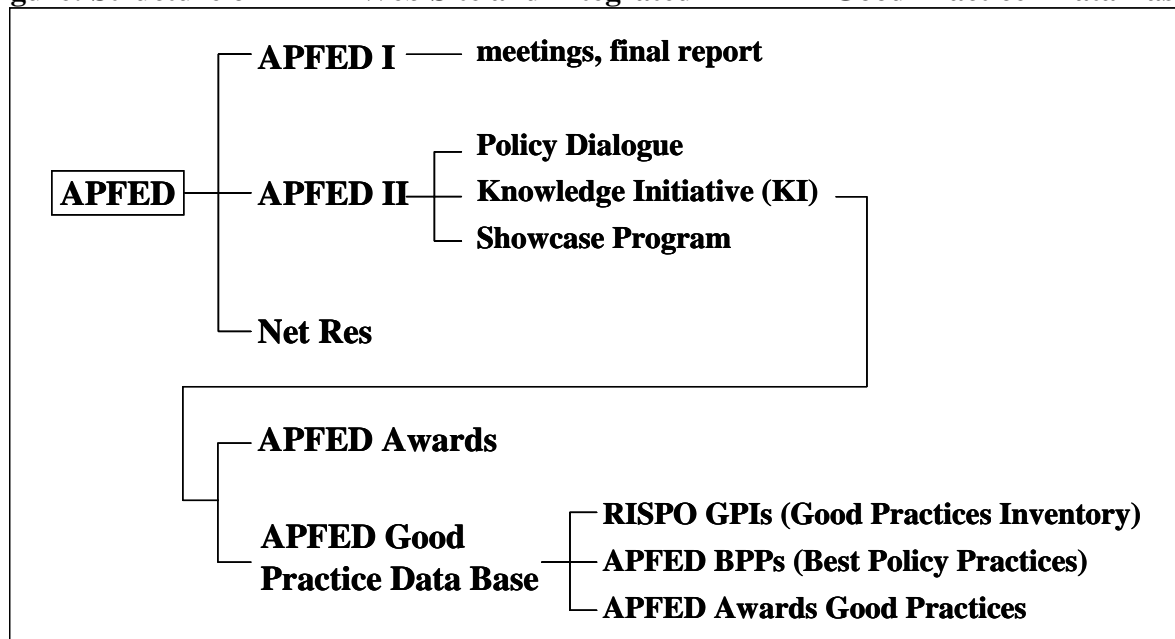 APFED I meetings, final report
Policy Dialogue
APFED APFED II Knowledge Initiative (KI)
Showcase Program
Net Res
APFED Awards
APFED Good
Practice Data Base
RISPO GPIs (Good Practices Inventory)
APFED BPPs (Best Policy Practices)
APFED Awards Good Practices